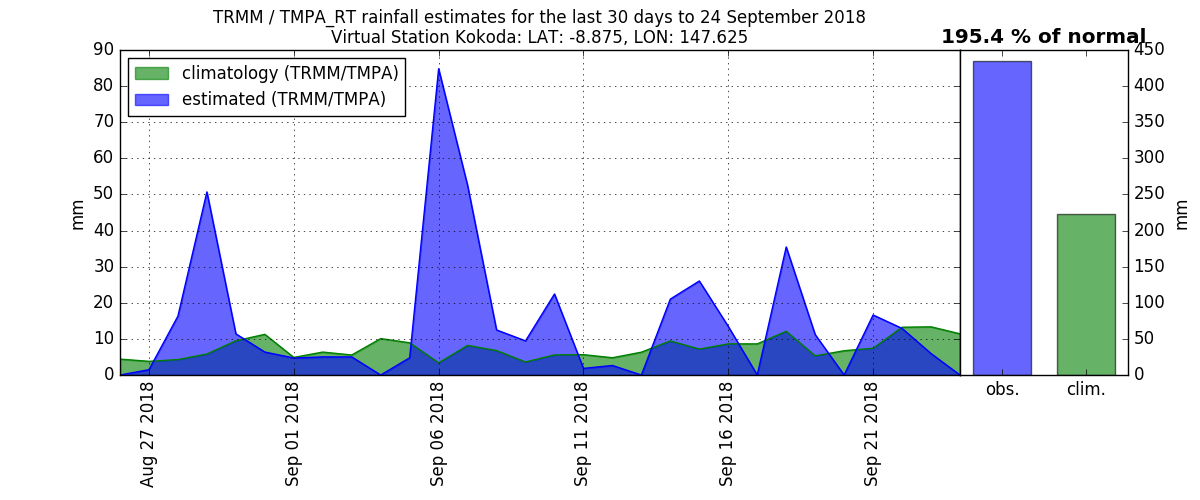 TRMM / TMPA_RT rainfall estimates for the last 30 days to 24 September 2018
Virtual Station Kokoda: LAT: -8.875, LON: 147.625
195.4 % of normal
climatology (TRMM/TMPA)
estimated (TRMM/TMPA)
mm
90
80
70
60
50
40
30
20
10
0
Aug 27 2018
Sep 01 2018
Sep 06 2018
Sep 11 2018
Sep 16 2018
Sep 21 2018
obs.
clim.
450
400
350
300
250
200
150
100
50
0
mm